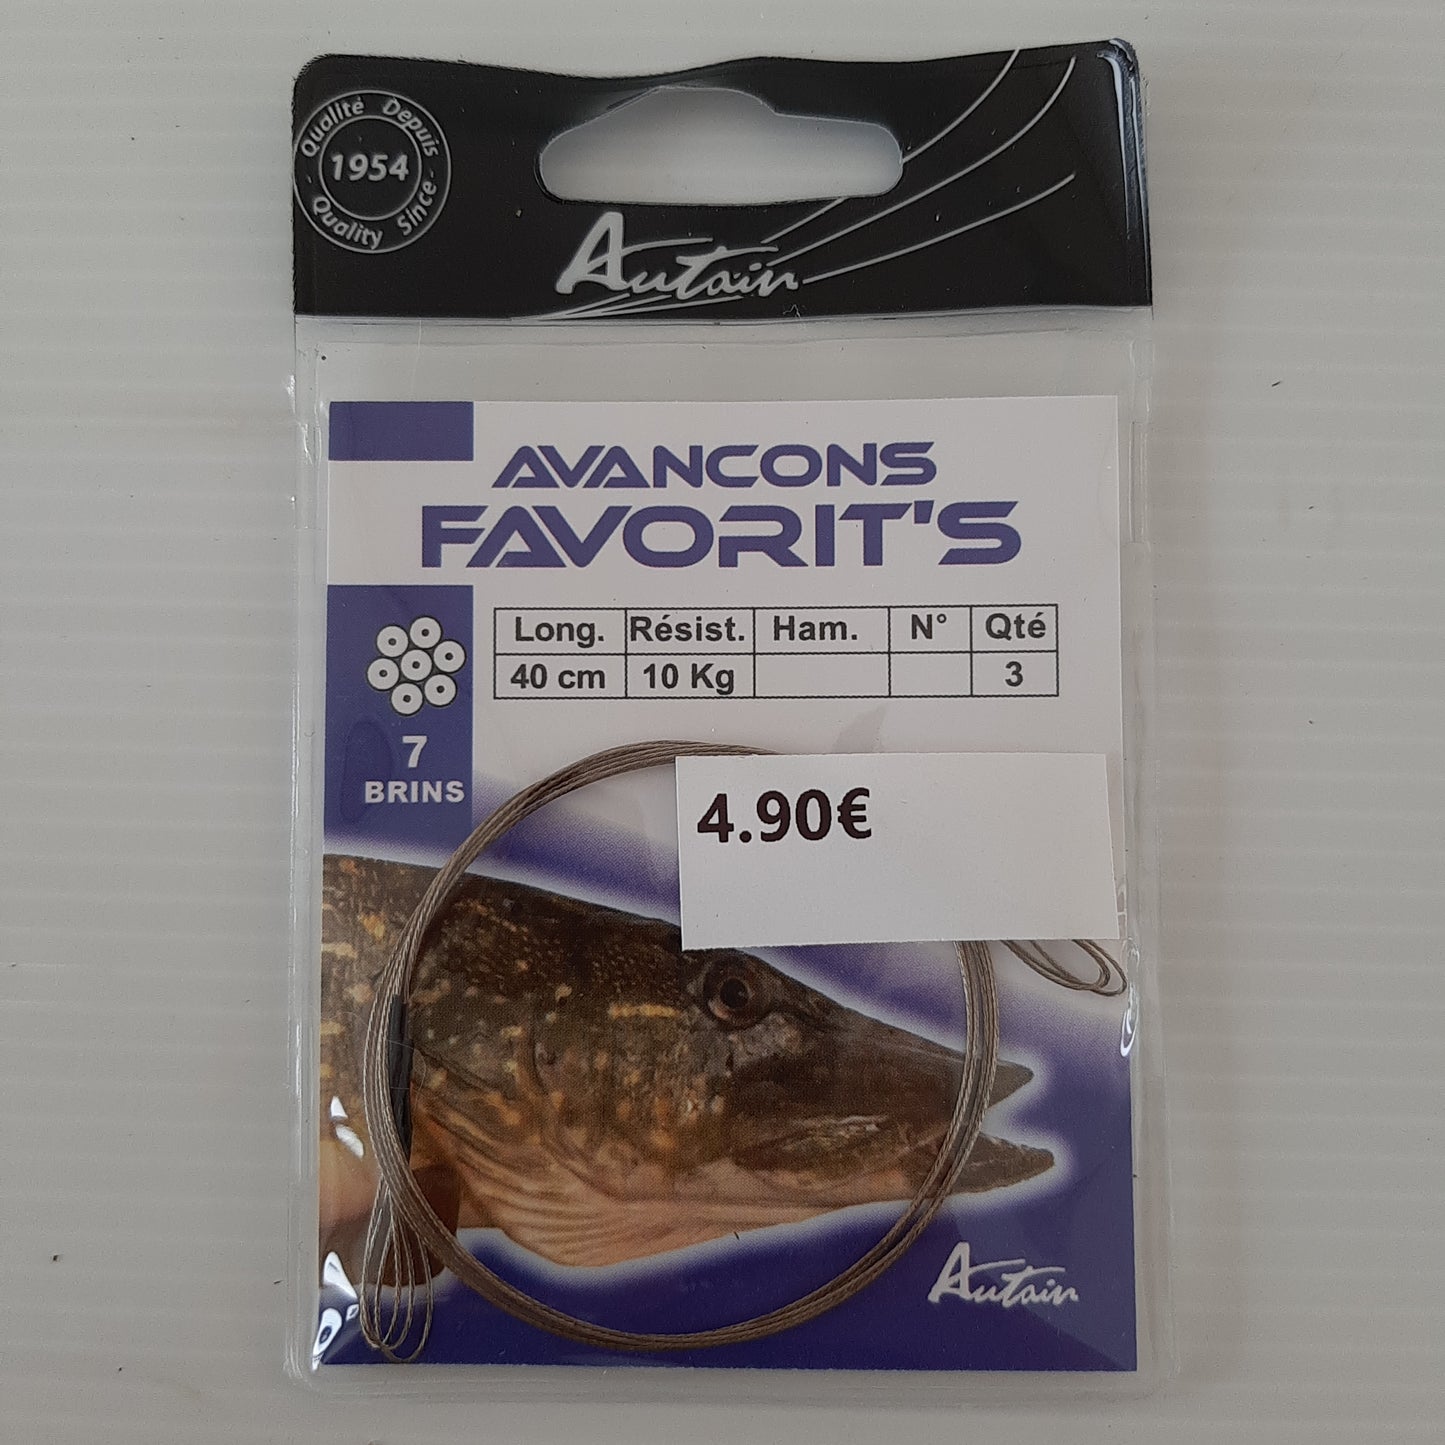 Qualité Depuis
1954
Quality Since
Autain
AVANCONS
FAVORIT'S
Long. Résist. Ham. N° Qté
40 cm 10 Kg 3
7
BRINS
4.90€
Autain